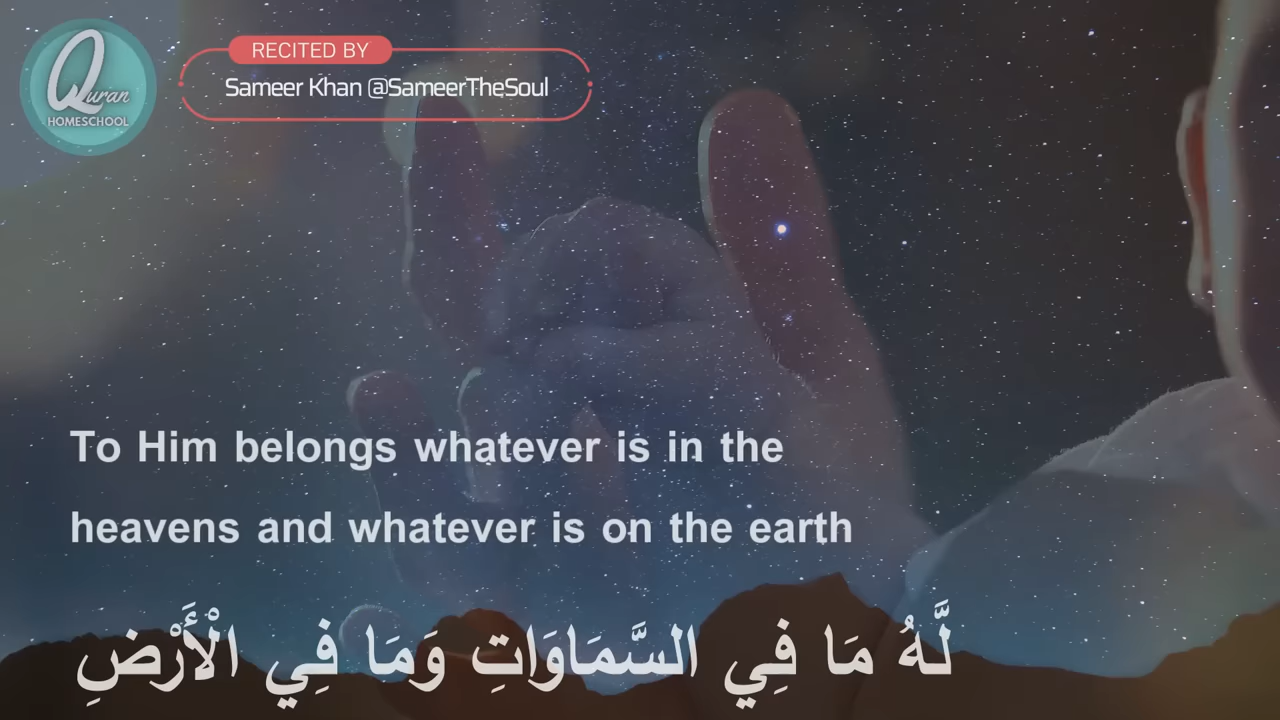 Quran
HOMESCHOOL
RECITED BY
Sameer Khan @SameerTheSoul
To Him belongs whatever is in the
heavens and whatever is on the earth
لَّهُ مَا فِي السَّمَاوَاتِ وَمَا فِي الْأَرْضِ